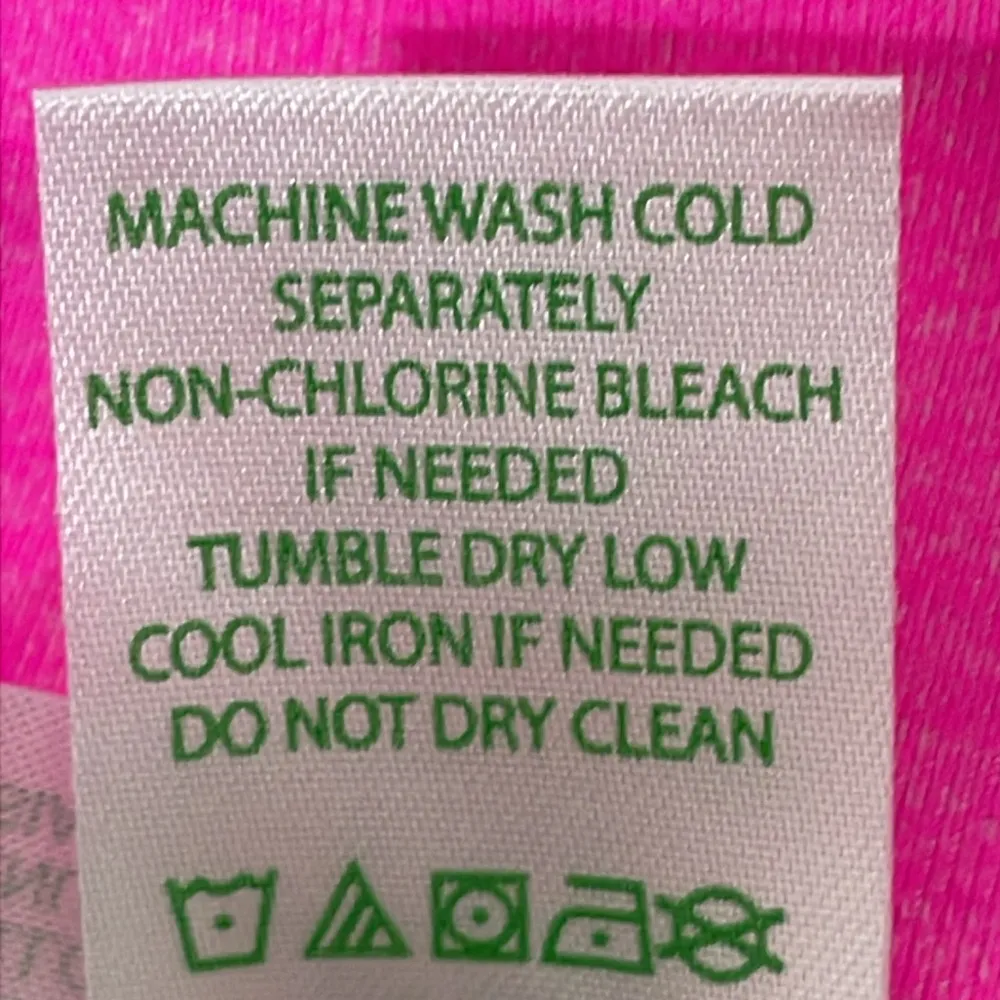 MACHINE WASH COLD
SEPARATELY
NON-CHLORINE BLEACH
IF NEEDED
TUMBLE DRY LOW
COOL IRON IF NEEDED
DO NOT DRY CLEAN